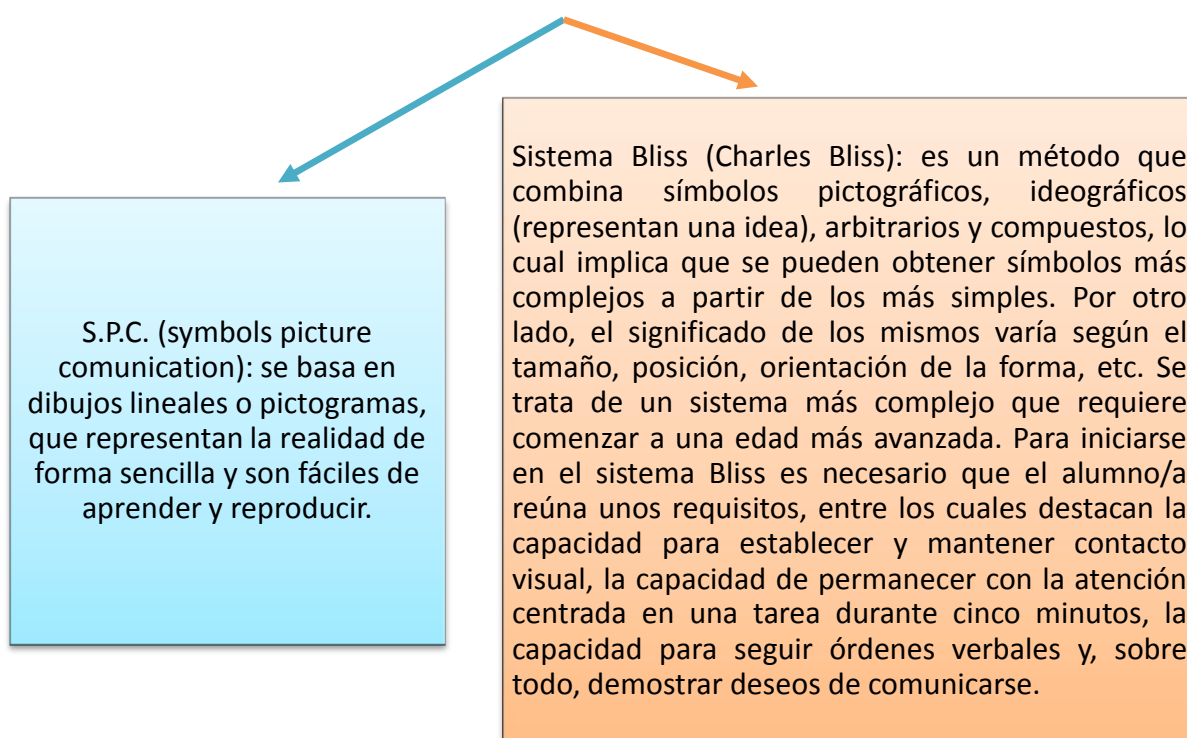 S.P.C. (symbols picture
comunication): se basa en
dibujos lineales o pictogramas,
que representan la realidad de
forma sencilla y son fáciles de
aprender y reproducir.
Sistema Bliss (Charles Bliss): es un método que
combina símbolos pictográficos, ideográficos
(representan una idea), arbitrarios y compuestos, lo
cual implica que se pueden obtener símbolos más
complejos a partir de los más simples. Por otro
lado, el significado de los mismos varía según el
tamaño, posición, orientación de la forma, etc. Se
trata de un sistema más complejo que requiere
comenzar a una edad más avanzada. Para iniciarse
en el sistema Bliss es necesario que el alumno/a
reúna unos requisitos, entre los cuales destacan la
capacidad para establecer y mantener contacto
visual, la capacidad de permanecer con la atención
centrada en una tarea durante cinco minutos, la
capacidad para seguir órdenes verbales y, sobre
todo, demostrar deseos de comunicarse.